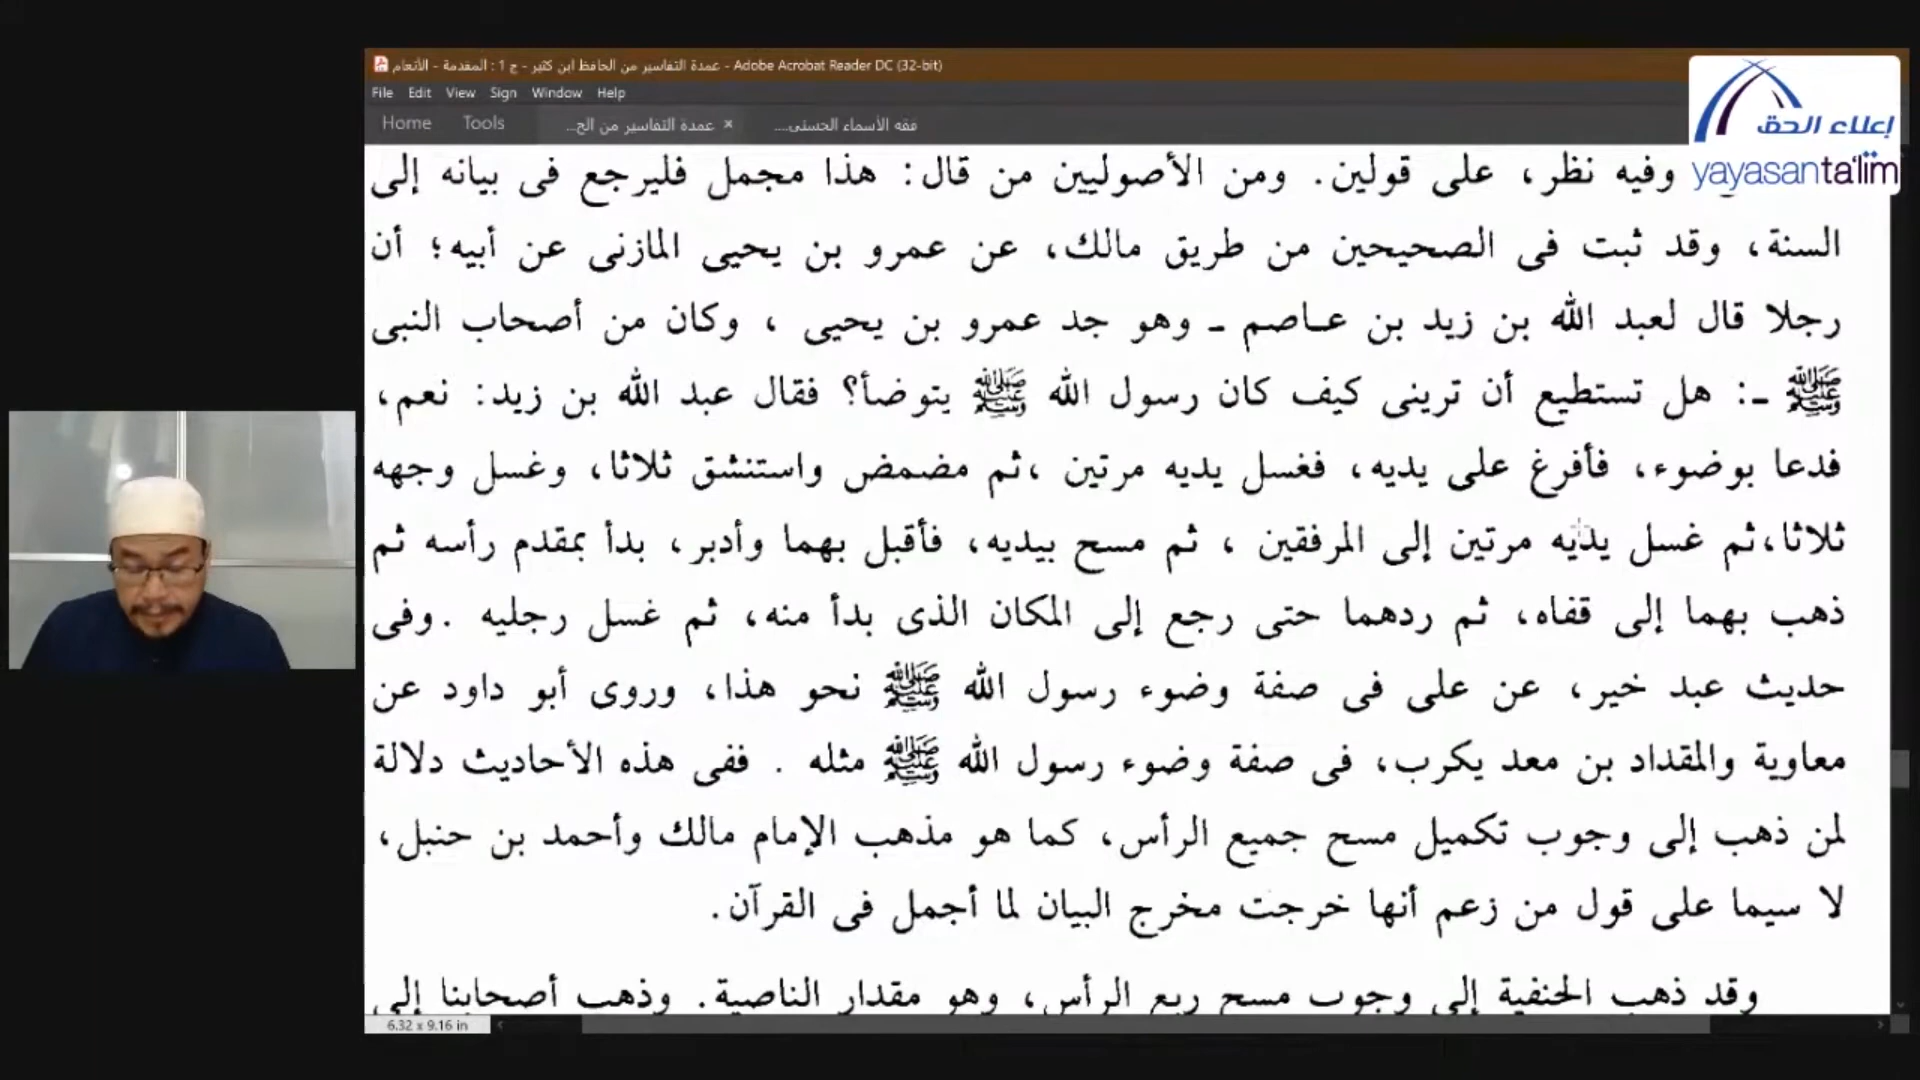 عمدة التفاسير من الحافظ ابن كثير - ج 1 : المقدمة - الأنعام - Adobe Acrobat Reader DC (32-bit)
File Edit View Sign Window Help
Home Tools عمدة التفاسير من الح... × فقه الأسماء الحسنى....
إعلاء الحق
yayasanta'lim
وفيه نظر، على قولين. ومن الأصوليين من قال: هذا مجمل فليرجع فى بيانه إلى
السنة، وقد ثبت فى الصحيحين من طريق مالك، عن عمرو بن يحيى المازنى عن أبيه؛ أن
رجلا قال لعبد الله بن زيد بن عاصم ـ وهو جد عمرو بن يحيى ، وكان من أصحاب النبى
ﷺ ـ: هل تستطيع أن ترينى كيف كان رسول الله ﷺ يتوضأ؟ فقال عبد الله بن زيد: نعم،
فدعا بوضوء، فأفرغ على يديه، فغسل يديه مرتين ،ثم مضمض واستنشق ثلاثا، وغسل وجهه
ثلاثا،ثم غسل يديه مرتين إلى المرفقين ، ثم مسح بيديه، فأقبل بهما وأدبر، بدأ بمقدم رأسه ثم
ذهب بهما إلى قفاه، ثم ردهما حتى رجع إلى المكان الذى بدأ منه، ثم غسل رجليه .وفى
حديث عبد خير، عن على فى صفة وضوء رسول الله ﷺ نحو هذا، وروى أبو داود عن
معاوية والمقداد بن معد يكرب، فى صفة وضوء رسول الله ﷺ مثله . ففى هذه الأحاديث دلالة
لمن ذهب إلى وجوب تكميل مسح جميع الرأس، كما هو مذهب الإمام مالك وأحمد بن حنبل،
لا سيما على قول من زعم أنها خرجت مخرج البيان لما أجمل فى القرآن.
وقد ذهب الحنفية إلى وجوب مسح ربع الرأس، وهو مقدار الناصية. وذهب أصحابنا إلى
6.32 x 9.16 in